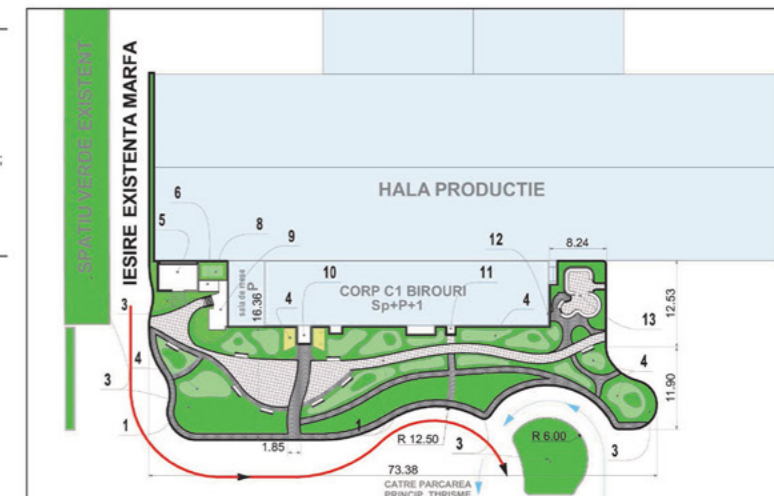 SPATIU VERDE EXISTENT
IESIRE EXISTENTA MARFA
HALA PRODUCTIE
6
5
8
9
12
8.24
sala de mese
16.36
P
10
CORP C1 BIROURI
Sp+P+1
11
3
4
4
13
12.53
4
3
4
11.90
1
1
R 12.50
3
R 6.00
3
1.85
73.38
CATRE PARCAREA
PRINCIP. TURISME